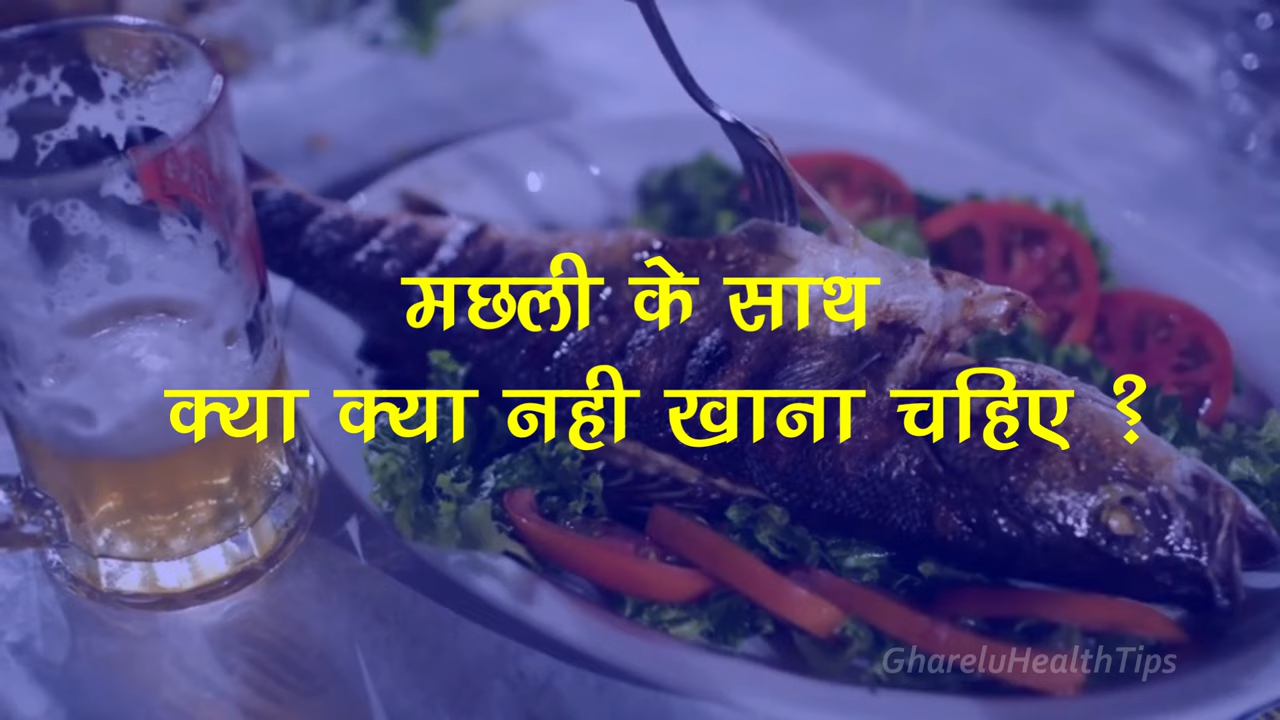 मछली के साथ
क्या क्या नही खाना चहिए ?
GhareluHealthTips